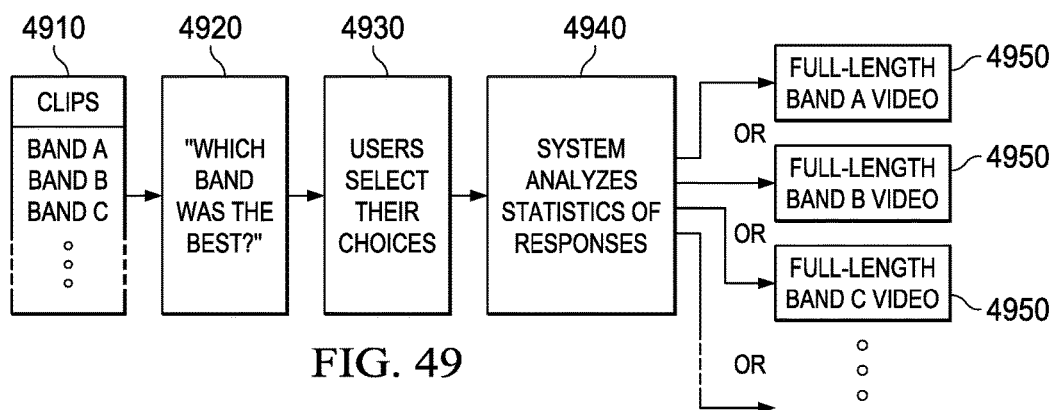 4910
4920
4930
4940
CLIPS
BAND A
BAND B
BAND C
"WHICH
BAND
WAS THE
BEST?"
USERS
SELECT
THEIR
CHOICES
SYSTEM
ANALYZES
STATISTICS OF
RESPONSES
FULL-LENGTH
BAND A VIDEO
4950
OR
FULL-LENGTH
BAND B VIDEO
4950
OR
FULL-LENGTH
BAND C VIDEO
4950
OR
FIG. 49